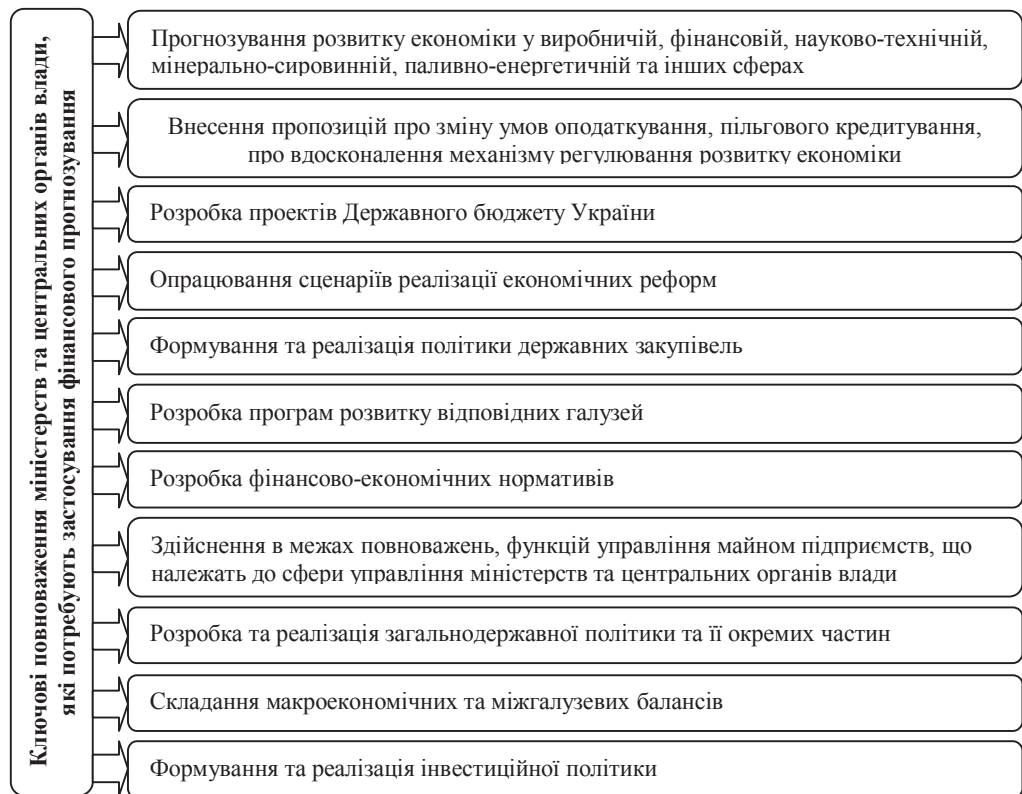 Ключові повноваження міністерств та центральних органів влади,
які потребують застосування фінансового прогнозування
Прогнозування розвитку економіки у виробничій, фінансовій, науково-технічній,
мінерально-сировинній, паливно-енергетичній та інших сферах
Внесення пропозицій про зміну умов оподаткування, пільгового кредитування,
про вдосконалення механізму регулювання розвитку економіки
Розробка проектів Державного бюджету України
Опрацювання сценаріїв реалізації економічних реформ
Формування та реалізація політики державних закупівель
Розробка програм розвитку відповідних галузей
Розробка фінансово-економічних нормативів
Здійснення в межах повноважень, функцій управління майном підприємств, що
належать до сфери управління міністерств та центральних органів влади
Розробка та реалізація загальнодержавної політики та її окремих частин
Складання макроекономічних та міжгалузевих балансів
Формування та реалізація інвестиційної політики